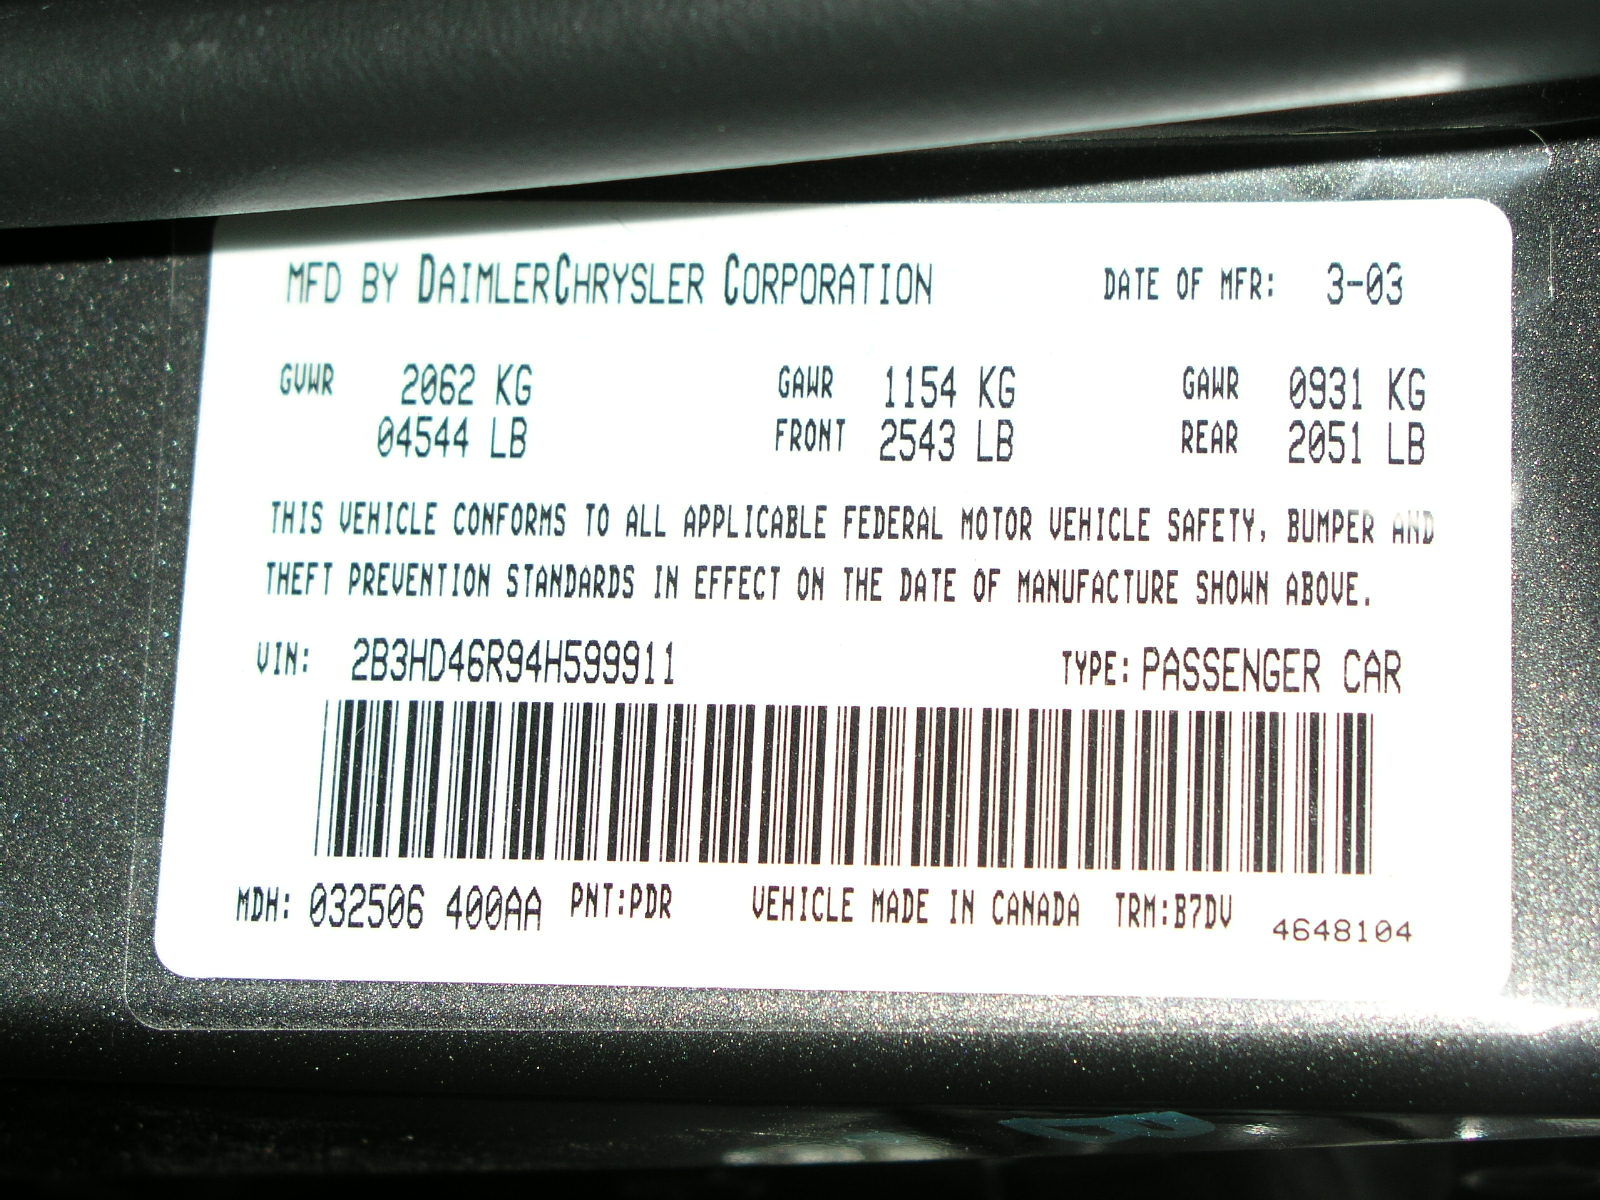 MFD BY DAIMLERCHRYSLER CORPORATION DATE OF MFR: 3-03
GVWR 2062 KG GAWR 1154 KG GAWR 0931 KG
04544 LB FRONT 2543 LB REAR 2051 LB
THIS VEHICLE CONFORMS TO ALL APPLICABLE FEDERAL MOTOR VEHICLE SAFETY, BUMPER AND
THEFT PREVENTION STANDARDS IN EFFECT ON THE DATE OF MANUFACTURE SHOWN ABOVE.
VIN: 2B3HD46R94H599911 TYPE: PASSENGER CAR
MDH: 032506 400AA PNT:PDR VEHICLE MADE IN CANADA TRM:B7DV 4648104